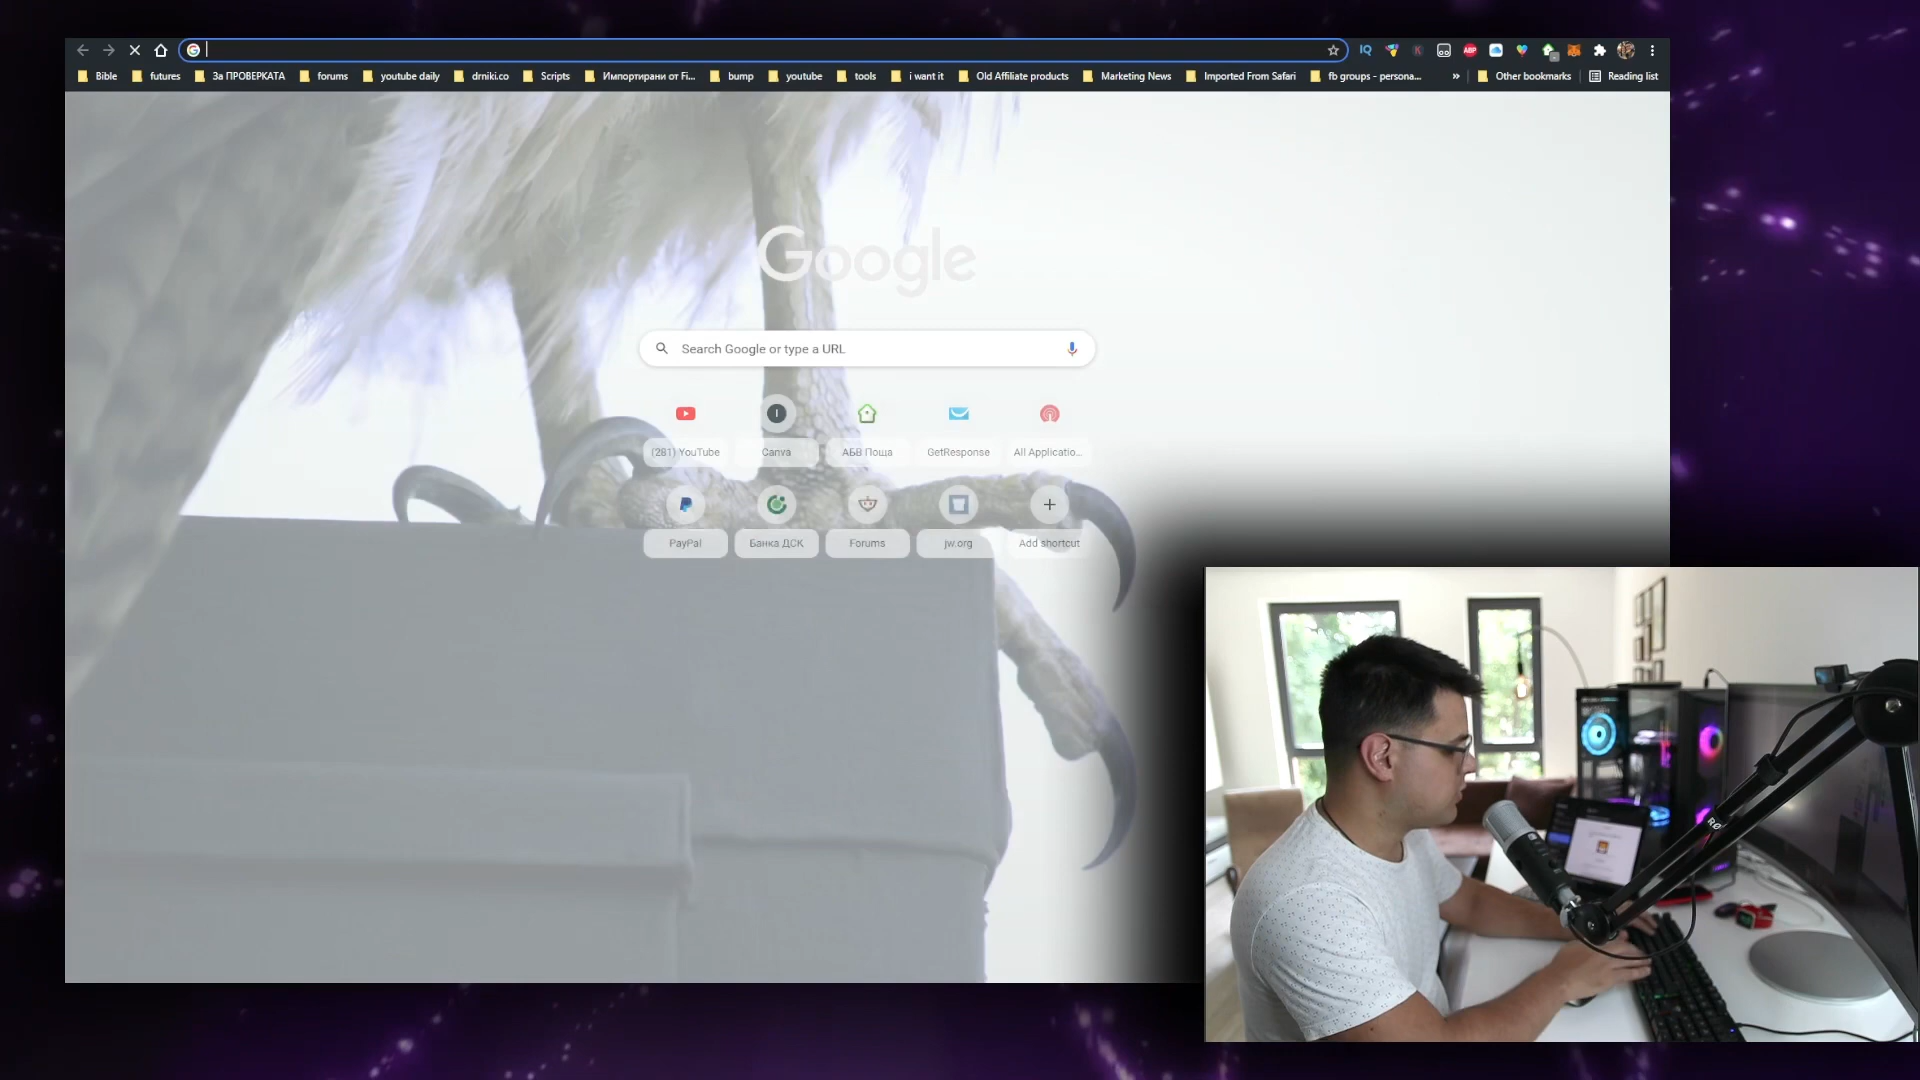 Bible futures За ПРОВЕРКАТА forums youtube daily drniki.co Scripts Импортирани от Fi... bump youtube tools i want it Old Affiliate products Marketing News Imported From Safari fb groups - persona... » Other bookmarks Reading list
Google
Search Google or type a URL
(281) YouTube Canva АБВ Поща GetResponse All Applicatio...
PayPal Банка ДСК Forums jw.org Add shortcut